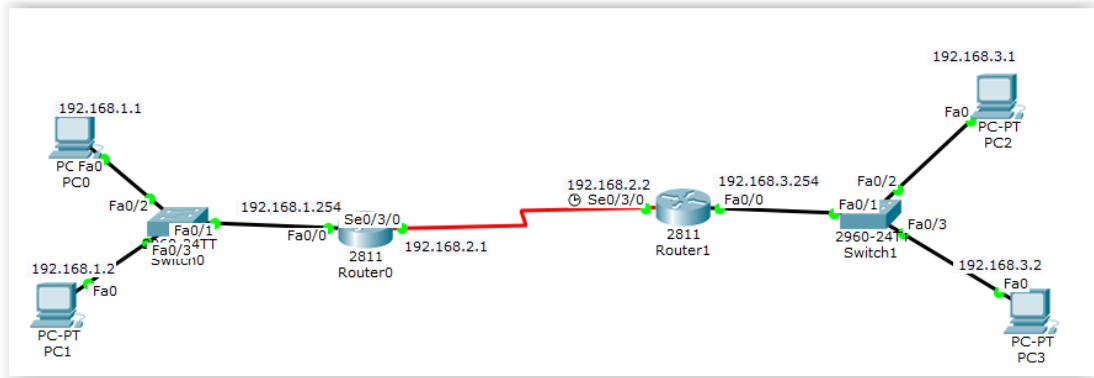 192.168.1.1
PC Fa0
PC0
Fa0/2
192.168.1.254
Fa0/1
Fa0/0
24TT
Fa0/3
Switch0
192.168.1.2
Fa0
PC-PT
PC1
Se0/3/0
2811
Router0
192.168.2.1
192.168.2.2
Se0/3/0
2811
Router1
192.168.3.254
Fa0/0
Fa0/1
Fa0/2
Fa0/3
2960-24TT
Switch1
192.168.3.1
Fa0
PC-PT
PC2
192.168.3.2
Fa0
PC-PT
PC3